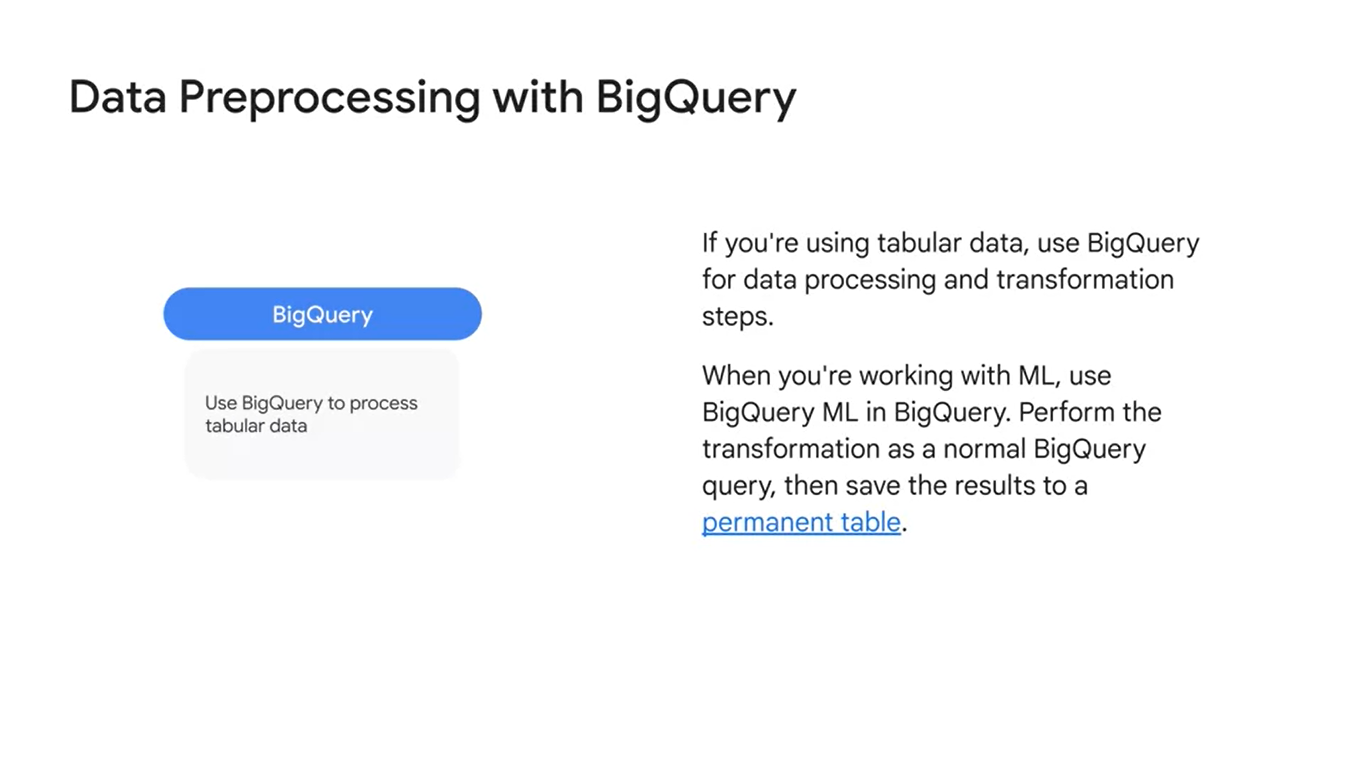 Data Preprocessing with BigQuery
BigQuery
Use BigQuery to process
tabular data
If you're using tabular data, use BigQuery
for data processing and transformation
steps.
When you're working with ML, use
BigQuery ML in BigQuery. Perform the
transformation as a normal BigQuery
query, then save the results to a
permanent table.